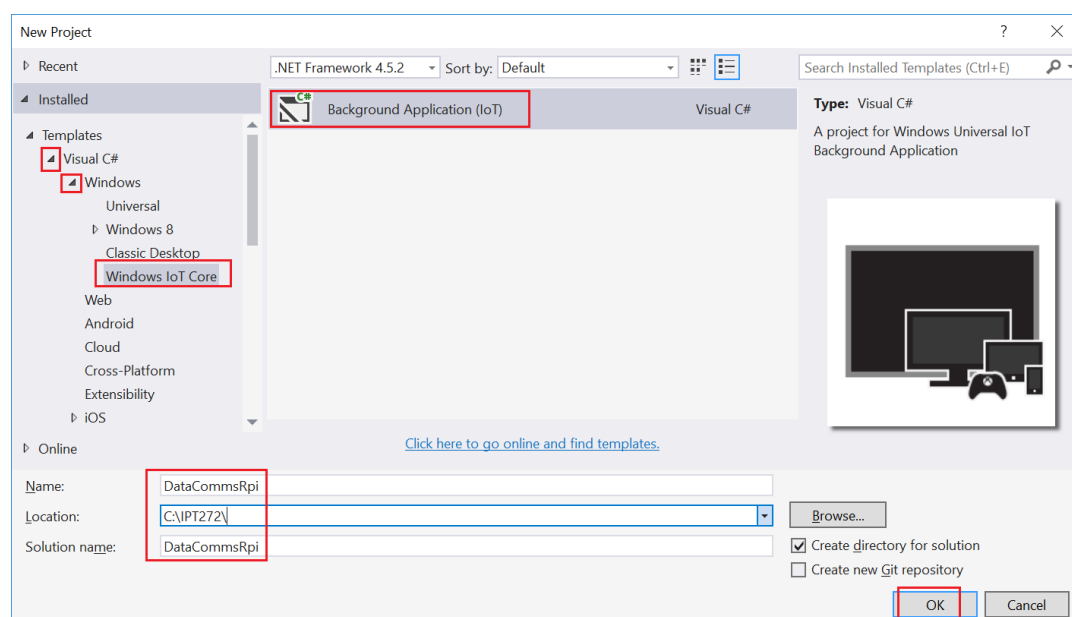 New Project
Recent
.NET Framework 4.5.2
Sort by:
Default
Search Installed Templates (Ctrl+E)
Installed
C#
Background Application (IoT)
Visual C#
Type: Visual C#
A project for Windows Universal IoT
Background Application
Templates
Visual C#
Windows
Universal
Windows 8
Classic Desktop
Windows IoT Core
Web
Android
Cloud
Cross-Platform
Extensibility
iOS
Online
Click here to go online and find templates.
Name:
DataCommsRpi
Location:
C:\IPT272\
Browse...
Solution name:
DataCommsRpi
Create directory for solution
Create new Git repository
OK
Cancel